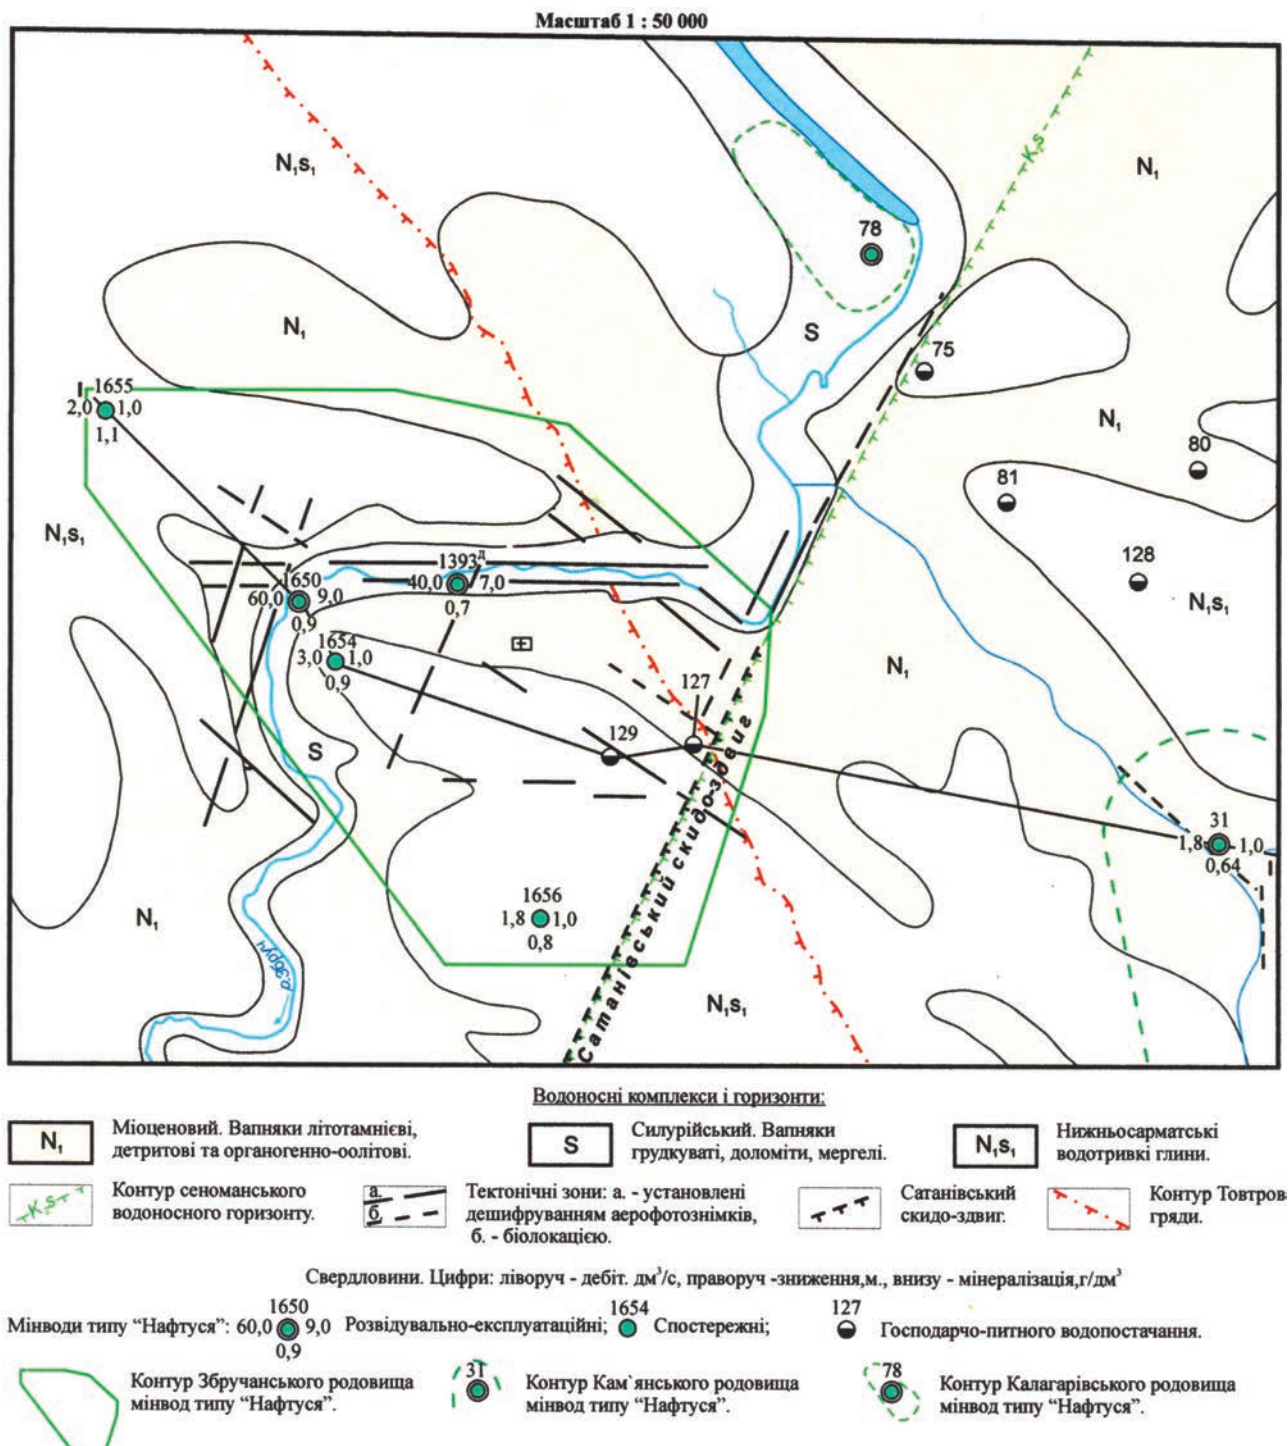 Масштаб 1 : 50 000
N₁s₁
K₂s
N₁
78
N₁
S
75
1655
2,0 1,0
1,1
N₁
80
81
N₁s₁
128
1393ᴰ
40,0 7,0
0,7
1650
60,0 9,0
0,9
N₁s₁
1654
3,0 1,0
0,9
N₁
127
129
S
31
1,8 1,0
0,64
1656
1,8 1,0
0,8
N₁
р.Збруч
Сатанівський скидо-здвиг
N₁s₁
Водоносні комплекси і горизонти:
N₁ Міоценовий. Вапняки літотамнієві,
детритові та органогенно-оолітові.
S Силурійський. Вапняки
грудкуваті, доломіти, мергелі.
N₁s₁ Нижньосарматські
водотривкі глини.
K₂s Контур сеноманського
водоносного горизонту.
а. Тектонічні зони: а. - установлені
б. дешифруванням аерофотознімків,
б. - біолокацією.
Сатанівський
скидо-здвиг.
Контур Товтрова
гряди.
Свердловини. Цифри: ліворуч - дебіт. дм³/с, праворуч -зниження,м., внизу - мінералізація,г/дм³
1650 1654 127
Мінводи типу “Нафтуся”: 60,0 9,0 Розвідувально-експлуатаційні; Спостережні; Господарчо-питного водопостачання.
0,9
Контур Збручанського родовища
мінвод типу “Нафтуся”.
31 Контур Кам`янського родовища
мінвод типу “Нафтуся”.
78 Контур Калагарівського родовища
мінвод типу “Нафтуся”.